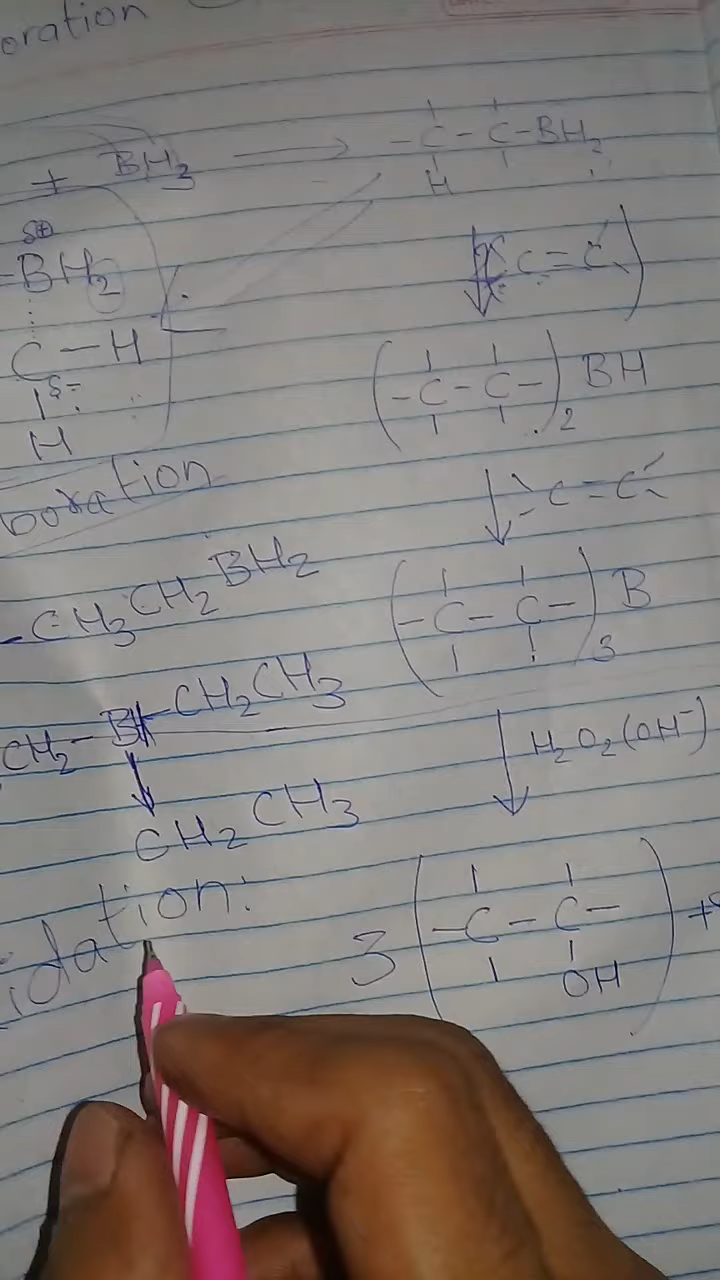 oration
+ BH3 → -C-C-BH2
H
δ+
-BH2
C=C
C-H
δ-
H
(-C-C-)2 BH
boration
C=C
-CH3CH2BH2
(-C-C-)3 B
CH2-B-CH2CH3
H2O2(OH-)
CH2CH3
idation:
3(-C-C-) +
OH